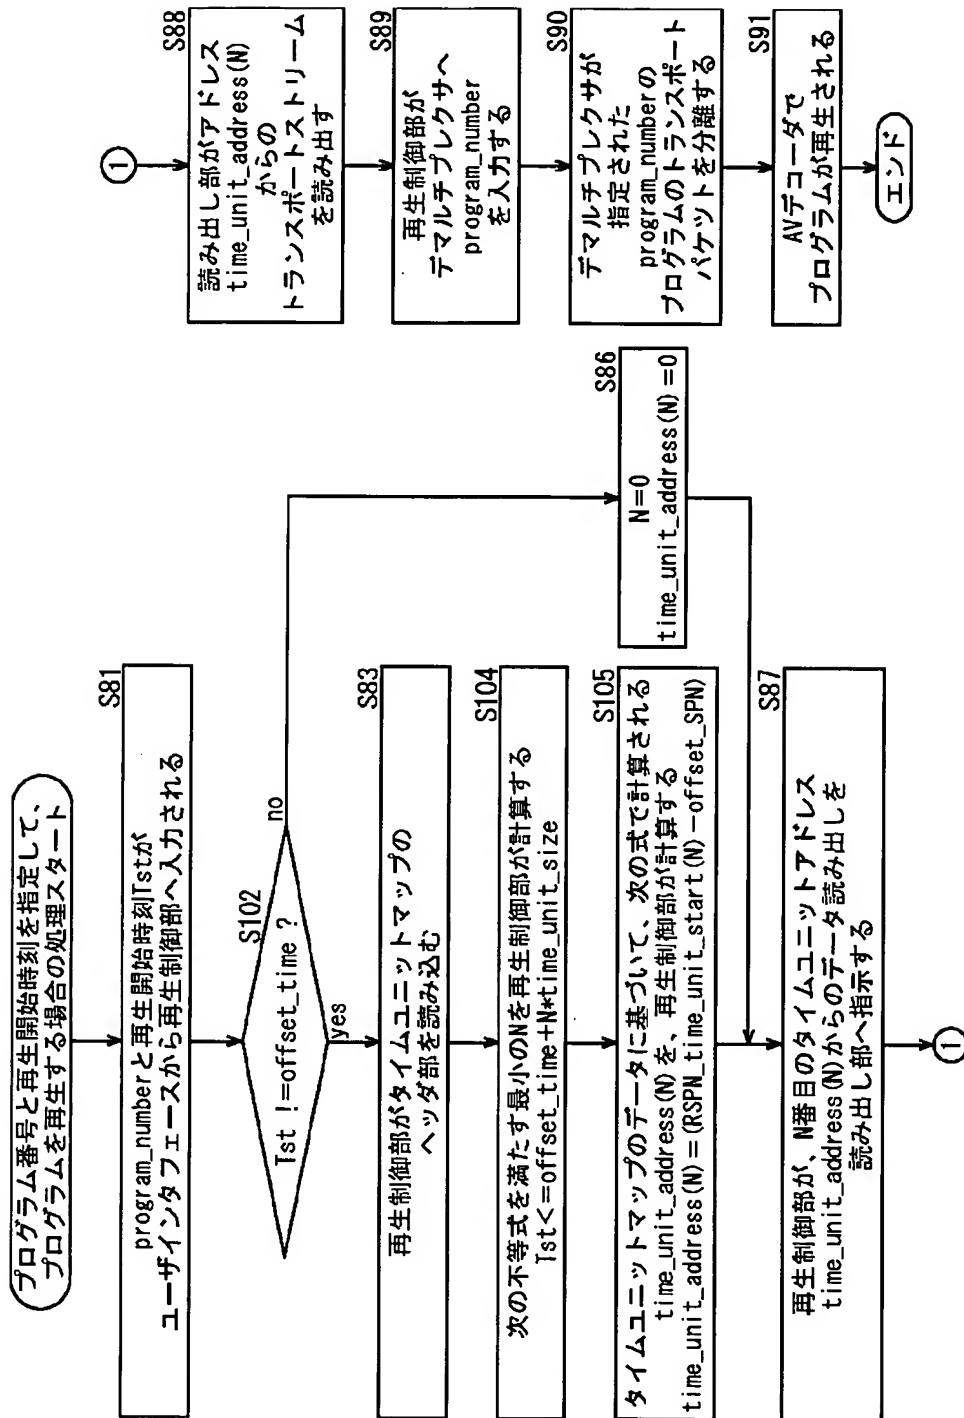 プログラム番号と再生開始時刻を指定して、
プログラムを再生する場合の処理スタート
S81
program_numberと再生開始時刻Tstが
ユーザインタフェースから再生制御部へ入力される
S102
Tst !=offset_time ?
no
yes
S83
再生制御部がタイムユニットマップの
ヘッダ部を読み込む
S104
次の不等式を満たす最小のNを再生制御部が計算する
Tst<=offset_time+N*time_unit_size
S105
タイムユニットマップのデータに基づいて、次の式で計算される
time_unit_address(N)を、再生制御部が計算する
time_unit_address(N)=(RSPN_time_unit_start(N)-offset_SPN)
S86
N=0
time_unit_address(N)=0
S87
再生制御部が、N番目のタイムユニットアドレス
time_unit_address(N)からのデータ読み出しを
読み出し部へ指示する
1
1
S88
読み出し部がアドレス
time_unit_address(N)
からの
トランスポートストリーム
を読み出す
S89
再生制御部が
デマルチプレクサへ
program_number
を入力する
S90
デマルチプレクサが
指定された
program_numberの
プログラムのトランスポート
パケットを分離する
S91
AVデコーダで
プログラムが再生される
エンド